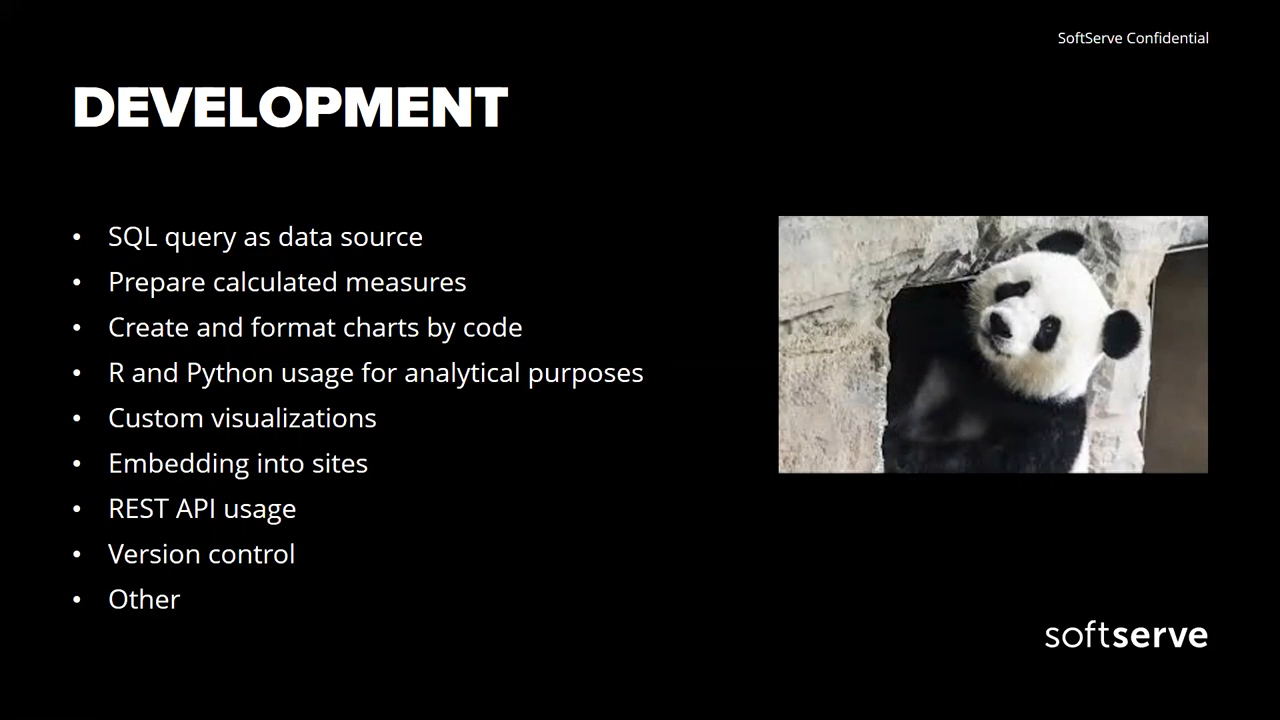 SoftServe Confidential
DEVELOPMENT
• SQL query as data source
• Prepare calculated measures
• Create and format charts by code
• R and Python usage for analytical purposes
• Custom visualizations
• Embedding into sites
• REST API usage
• Version control
• Other
softserve